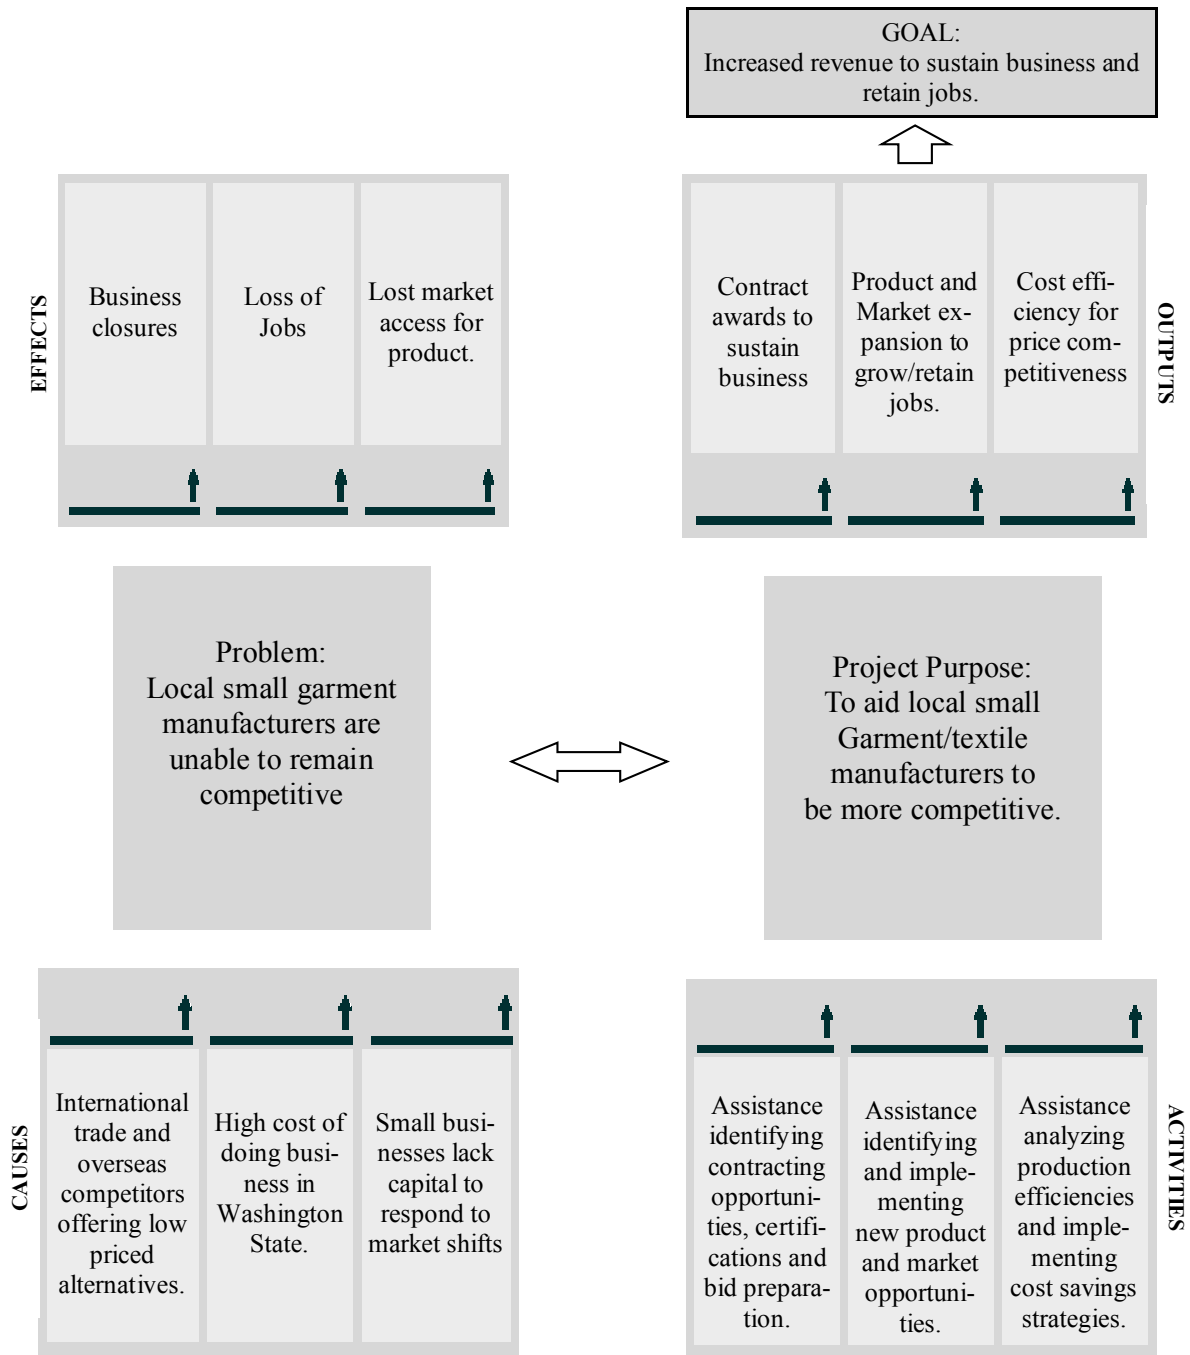 GOAL:
Increased revenue to sustain business and
retain jobs.
EFFECTS
Business
closures
Loss of
Jobs
Lost market
access for
product.
Contract
awards to
sustain
business
Product and
Market ex-
pansion to
grow/retain
jobs.
Cost effi-
ciency for
price com-
petitiveness
OUTPUTS
Problem:
Local small garment
manufacturers are
unable to remain
competitive
Project Purpose:
To aid local small
Garment/textile
manufacturers to
be more competitive.
CAUSES
International
trade and
overseas
competitors
offering low
priced
alternatives.
High cost of
doing busi-
ness in
Washington
State.
Small busi-
nesses lack
capital to
respond to
market shifts
Assistance
identifying
contracting
opportuni-
ties, certifi-
cations and
bid prepara-
tion.
Assistance
identifying
and imple-
menting
new product
and market
opportuni-
ties.
Assistance
analyzing
production
efficiencies
and imple-
menting
cost savings
strategies.
ACTIVITIES